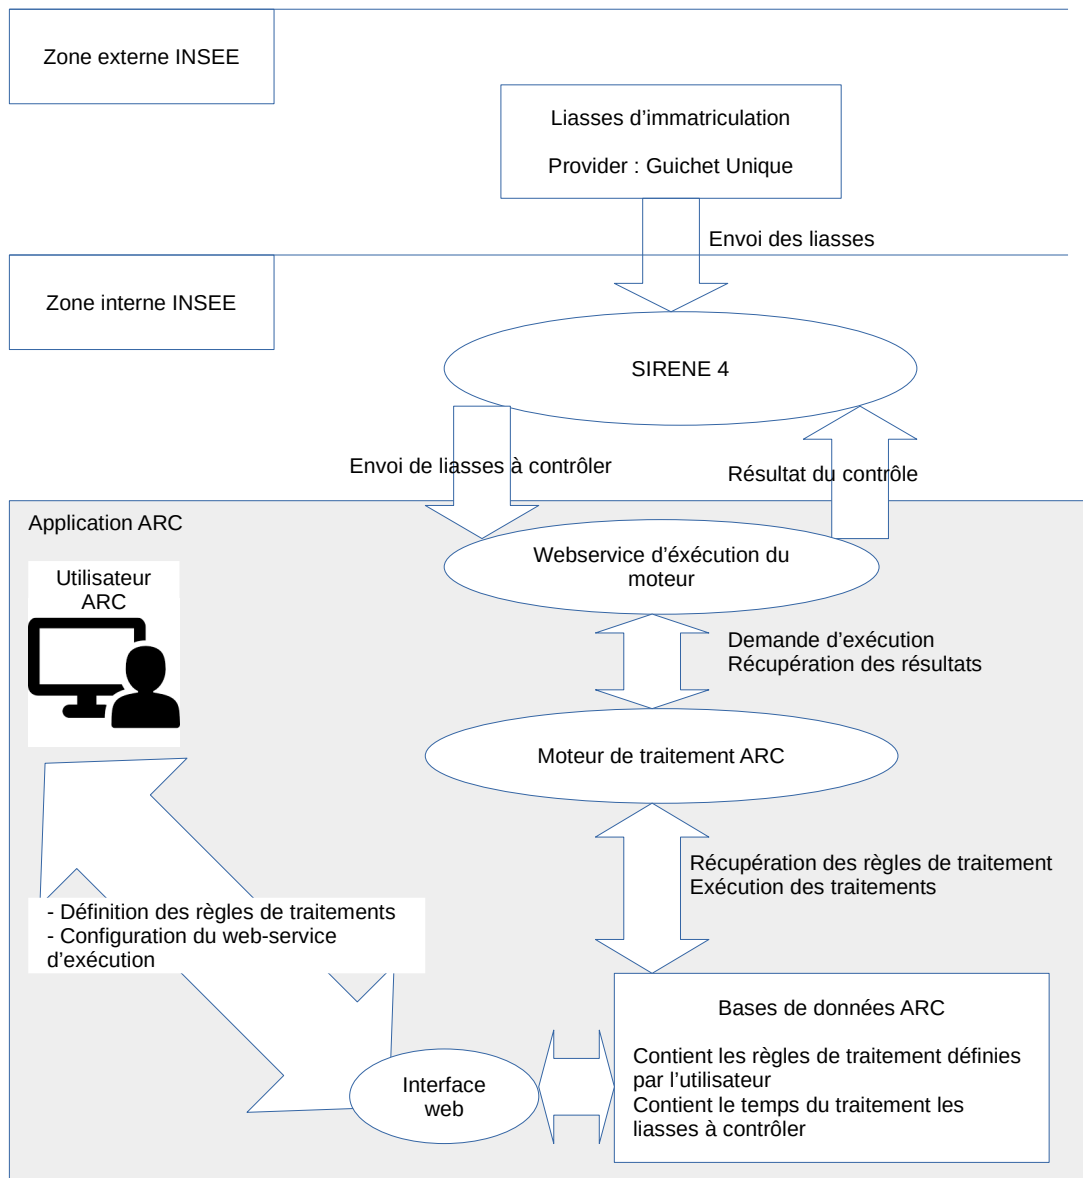 Zone externe INSEE
Liasses d’immatriculation
Provider : Guichet Unique
Envoi des liasses
Zone interne INSEE
SIRENE 4
Envoi de liasses à contrôler
Résultat du contrôle
Application ARC
Utilisateur
ARC
Webservice d’éxécution du
moteur
Demande d’exécution
Récupération des résultats
Moteur de traitement ARC
Récupération des règles de traitement
Exécution des traitements
- Définition des règles de traitements
- Configuration du web-service
d’exécution
Bases de données ARC
Contient les règles de traitement définies
par l’utilisateur
Contient le temps du traitement les
liasses à contrôler
Interface
web